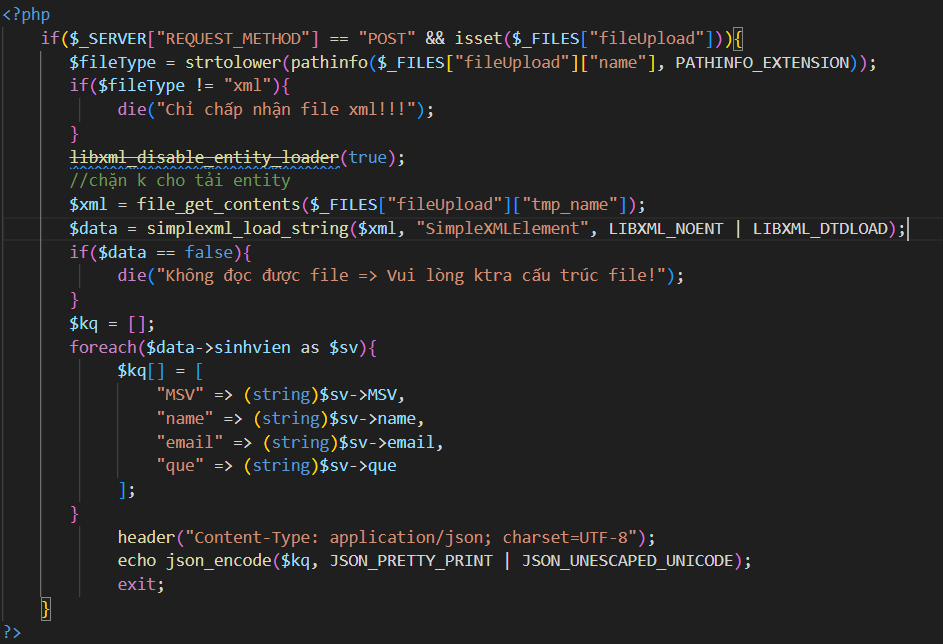 <?php
if($_SERVER["REQUEST_METHOD"] == "POST" && isset($_FILES["fileUpload"])){
$fileType = strtolower(pathinfo($_FILES["fileUpload"]["name"], PATHINFO_EXTENSION));
if($fileType != "xml"){
die("Chỉ chấp nhận file xml!!!");
}
libxml_disable_entity_loader(true);
//chặn k cho tải entity
$xml = file_get_contents($_FILES["fileUpload"]["tmp_name"]);
$data = simplexml_load_string($xml, "SimpleXMLElement", LIBXML_NOENT | LIBXML_DTDLOAD);
if($data == false){
die("Không đọc được file => Vui lòng ktra cấu trúc file!");
}
$kq = [];
foreach($data->sinhvien as $sv){
$kq[] = [
"MSV" => (string)$sv->MSV,
"name" => (string)$sv->name,
"email" => (string)$sv->email,
"que" => (string)$sv->que
];
}
header("Content-Type: application/json; charset=UTF-8");
echo json_encode($kq, JSON_PRETTY_PRINT | JSON_UNESCAPED_UNICODE);
exit;
}
?>